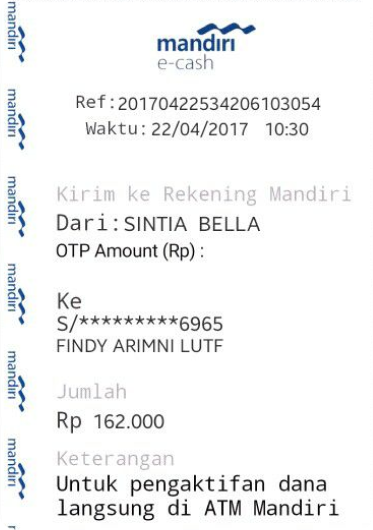 mandiri
e-cash
Ref:20170422534206103054
Waktu: 22/04/2017 10:30
Kirim ke Rekening Mandiri
Dari: SINTIA BELLA
OTP Amount (Rp) :
Ke
S/*********6965
FINDY ARIMNI LUTF
Jumlah
Rp 162.000
Keterangan
Untuk pengaktifan dana
langsung di ATM Mandiri
mandiri
mandiri
mandiri
mandiri
mandiri
mandiri